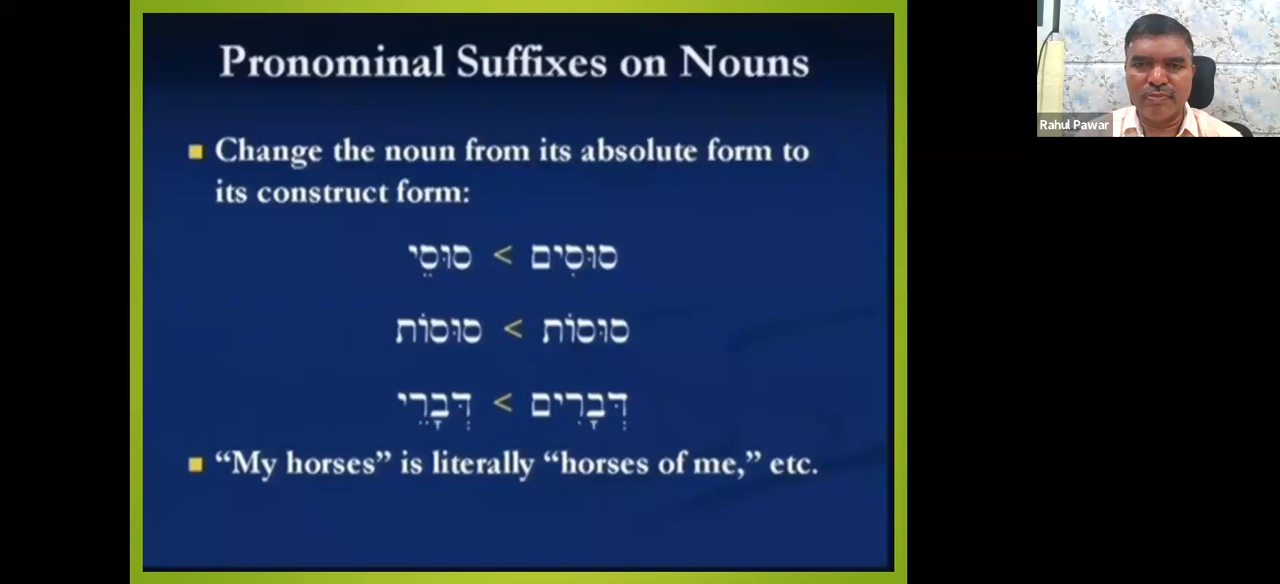 Pronominal Suffixes on Nouns
■ Change the noun from its absolute form to
its construct form:
סוּסִים > סוּסֵי
סוּסוֹת > סוּסוֹת
דְּבָרִים > דְּבָרֵי
■ “My horses” is literally “horses of me,” etc.
Rahul Pawar